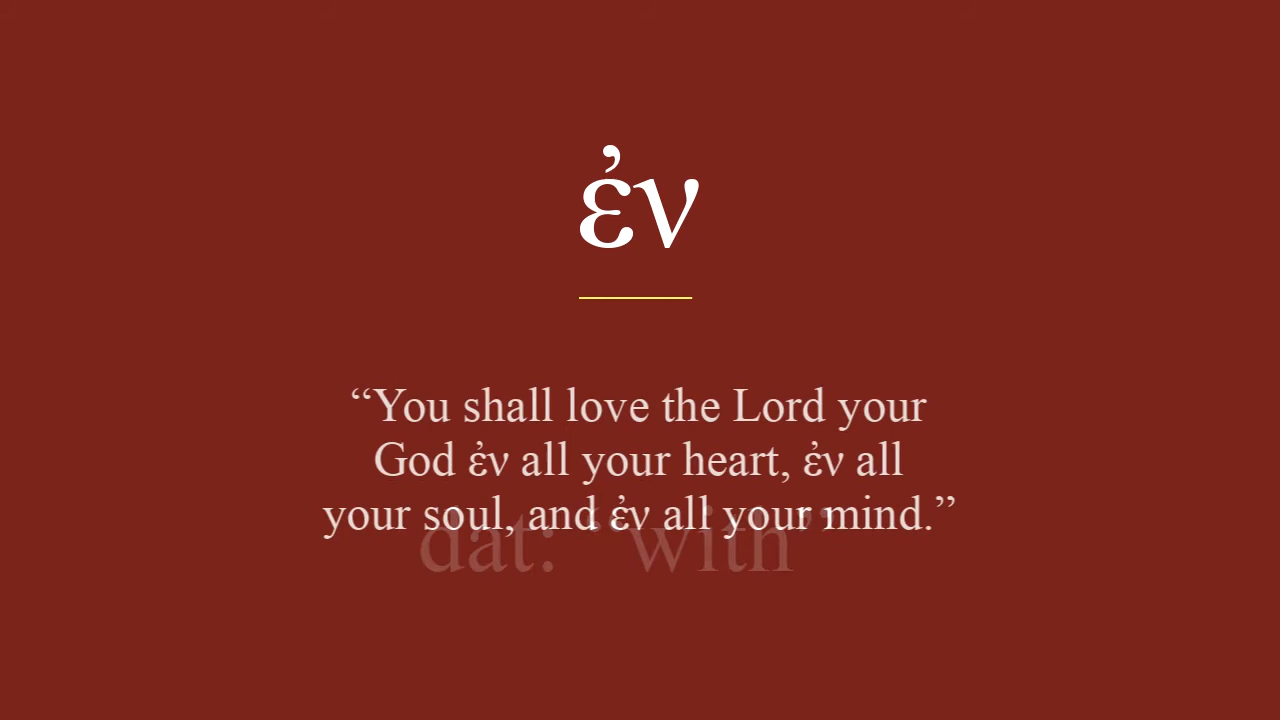 ἐν
“You shall love the Lord your
God ἐν all your heart, ἐν all
your soul, and ἐν all your mind.”
dat: “with”